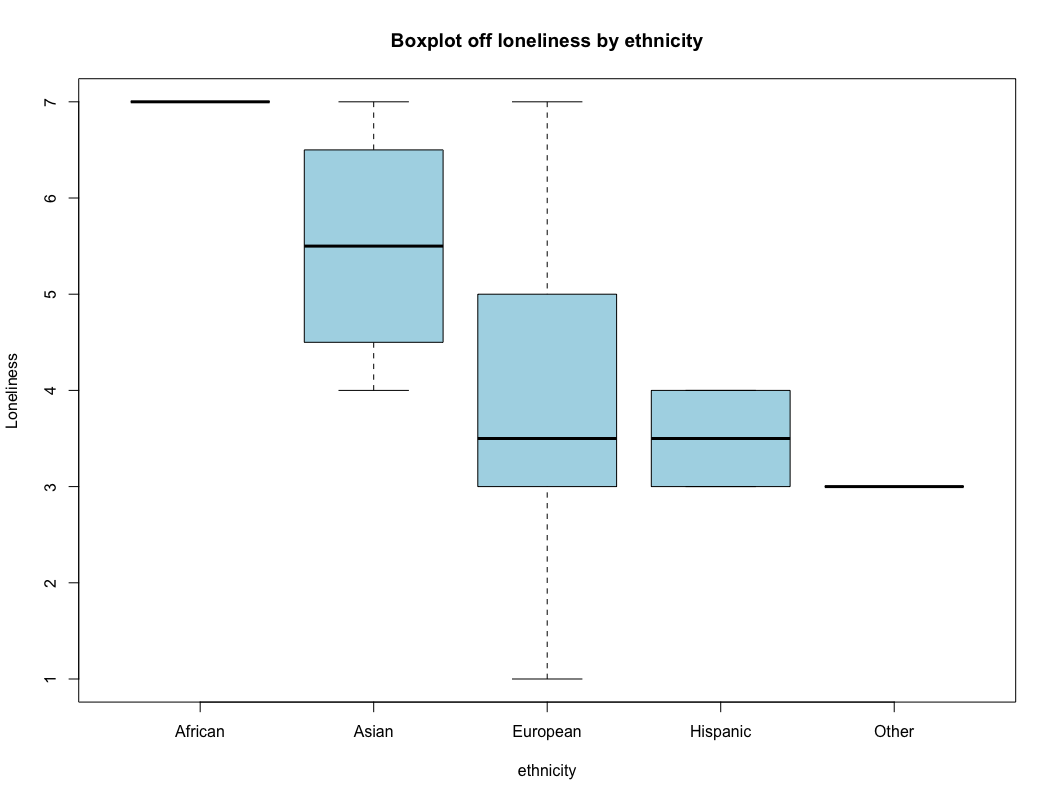 Boxplot off loneliness by ethnicity
Loneliness
7
6
5
4
3
2
1
African Asian European Hispanic Other
ethnicity